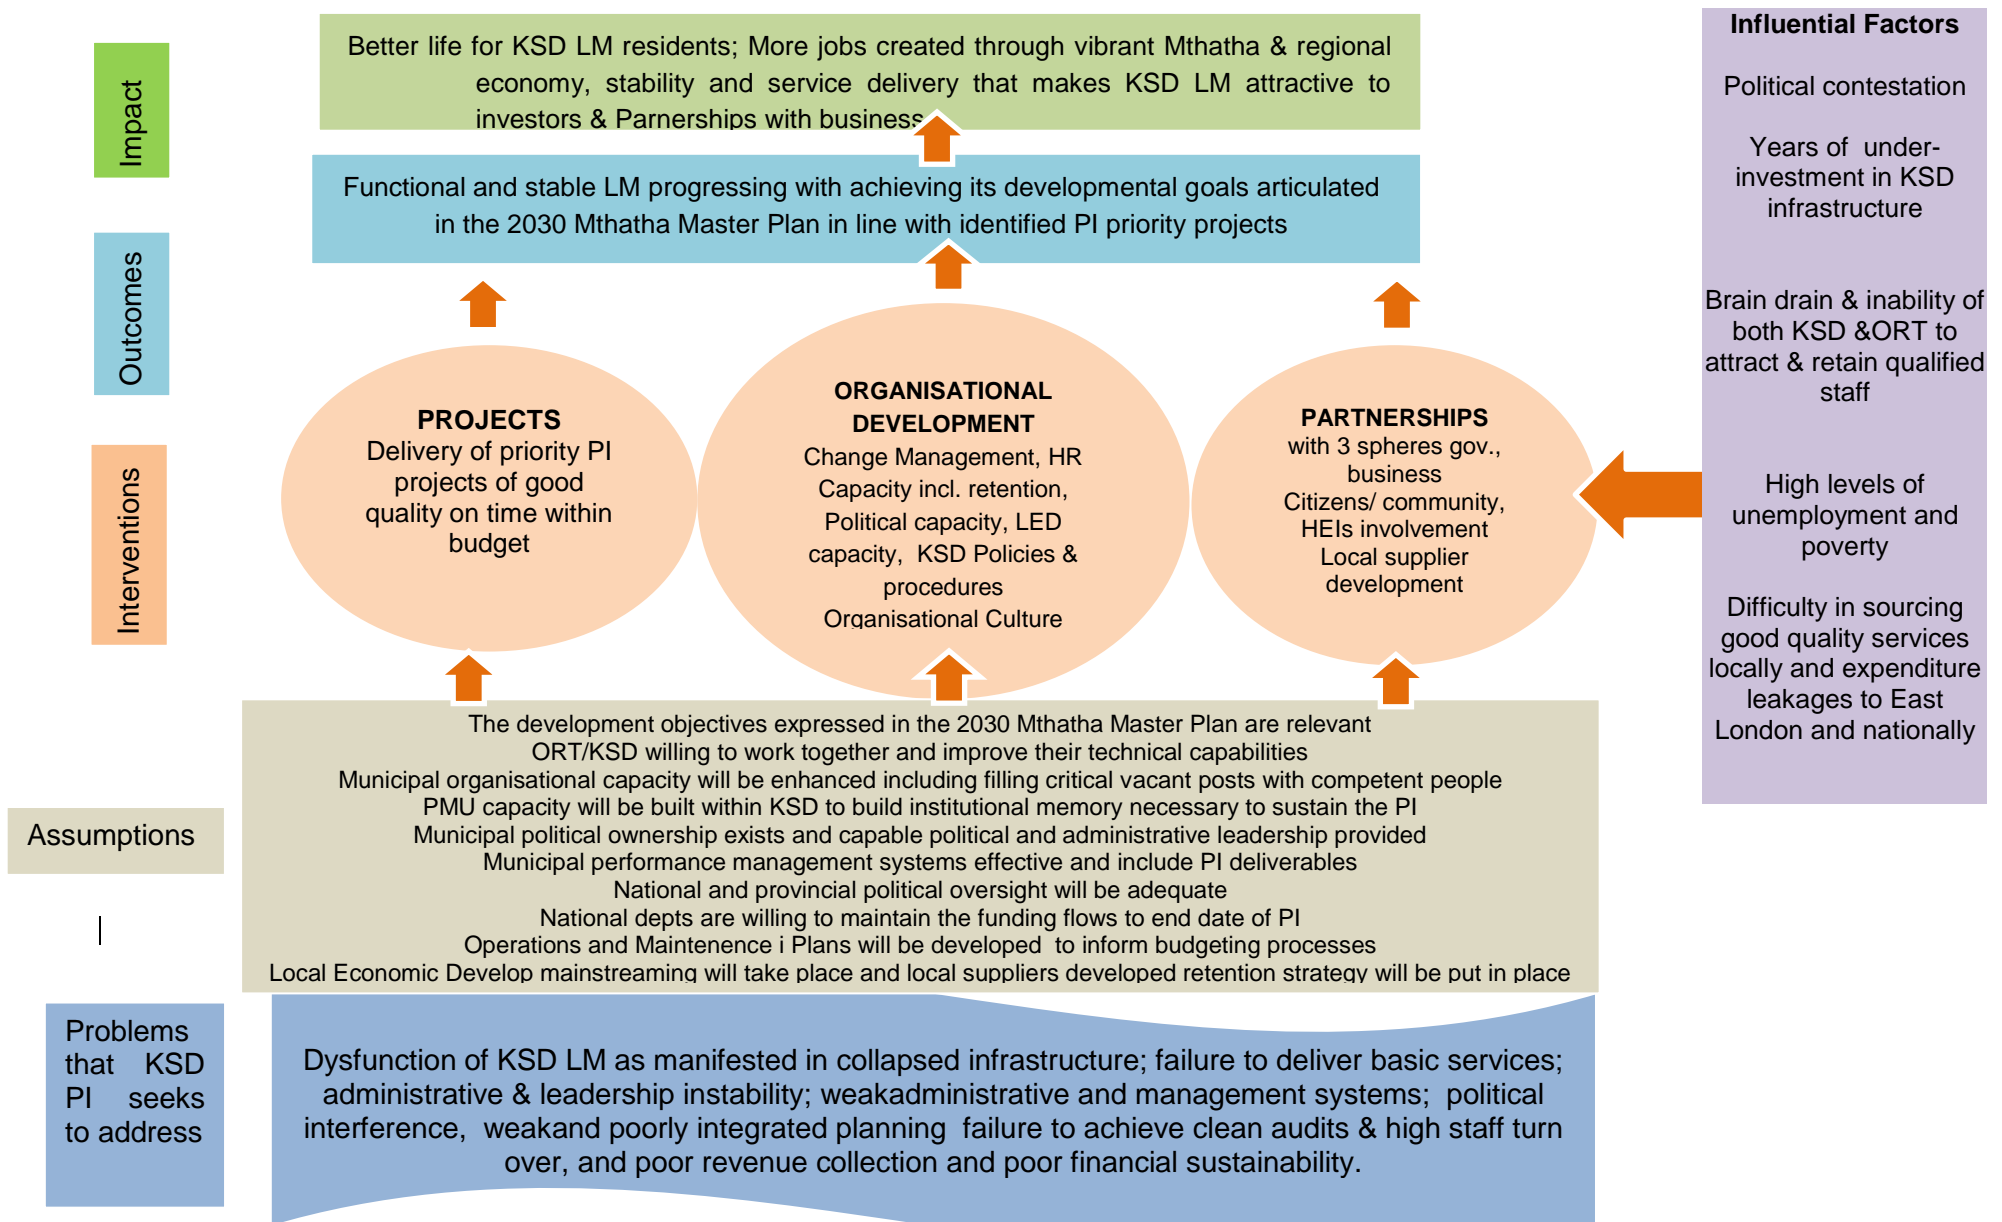 Impact
Better life for KSD LM residents; More jobs created through vibrant Mthatha & regional
economy, stability and service delivery that makes KSD LM attractive to
investors & Parnerships with business
Outcomes
Functional and stable LM progressing with achieving its developmental goals articulated
in the 2030 Mthatha Master Plan in line with identified PI priority projects
Interventions
PROJECTS
Delivery of priority PI
projects of good
quality on time within
budget
ORGANISATIONAL
DEVELOPMENT
Change Management, HR
Capacity incl. retention,
Political capacity, LED
capacity, KSD Policies &
procedures
Organisational Culture
PARTNERSHIPS
with 3 spheres gov.,
business
Citizens/ community,
HEIs involvement
Local supplier
development
Influential Factors
Political contestation
Years of under-
investment in KSD
infrastructure
Brain drain & inability of
both KSD &ORT to
attract & retain qualified
staff
High levels of
unemployment and
poverty
Difficulty in sourcing
good quality services
locally and expenditure
leakages to East
London and nationally
Assumptions
The development objectives expressed in the 2030 Mthatha Master Plan are relevant
ORT/KSD willing to work together and improve their technical capabilities
Municipal organisational capacity will be enhanced including filling critical vacant posts with competent people
PMU capacity will be built within KSD to build institutional memory necessary to sustain the PI
Municipal political ownership exists and capable political and administrative leadership provided
Municipal performance management systems effective and include PI deliverables
National and provincial political oversight will be adequate
National depts are willing to maintain the funding flows to end date of PI
Operations and Maintenence i Plans will be developed to inform budgeting processes
Local Economic Develop mainstreaming will take place and local suppliers developed retention strategy will be put in place
Problems
that KSD
PI seeks
to address
Dysfunction of KSD LM as manifested in collapsed infrastructure; failure to deliver basic services;
administrative & leadership instability; weakadministrative and management systems; political
interference, weakand poorly integrated planning failure to achieve clean audits & high staff turn
over, and poor revenue collection and poor financial sustainability.